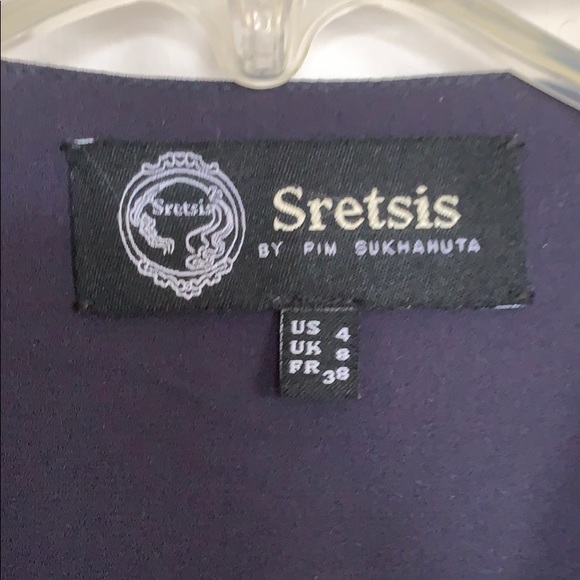 Sretsis
Sretsis
BY PIM SUKHAHUTA
US 4
UK 8
FR 38